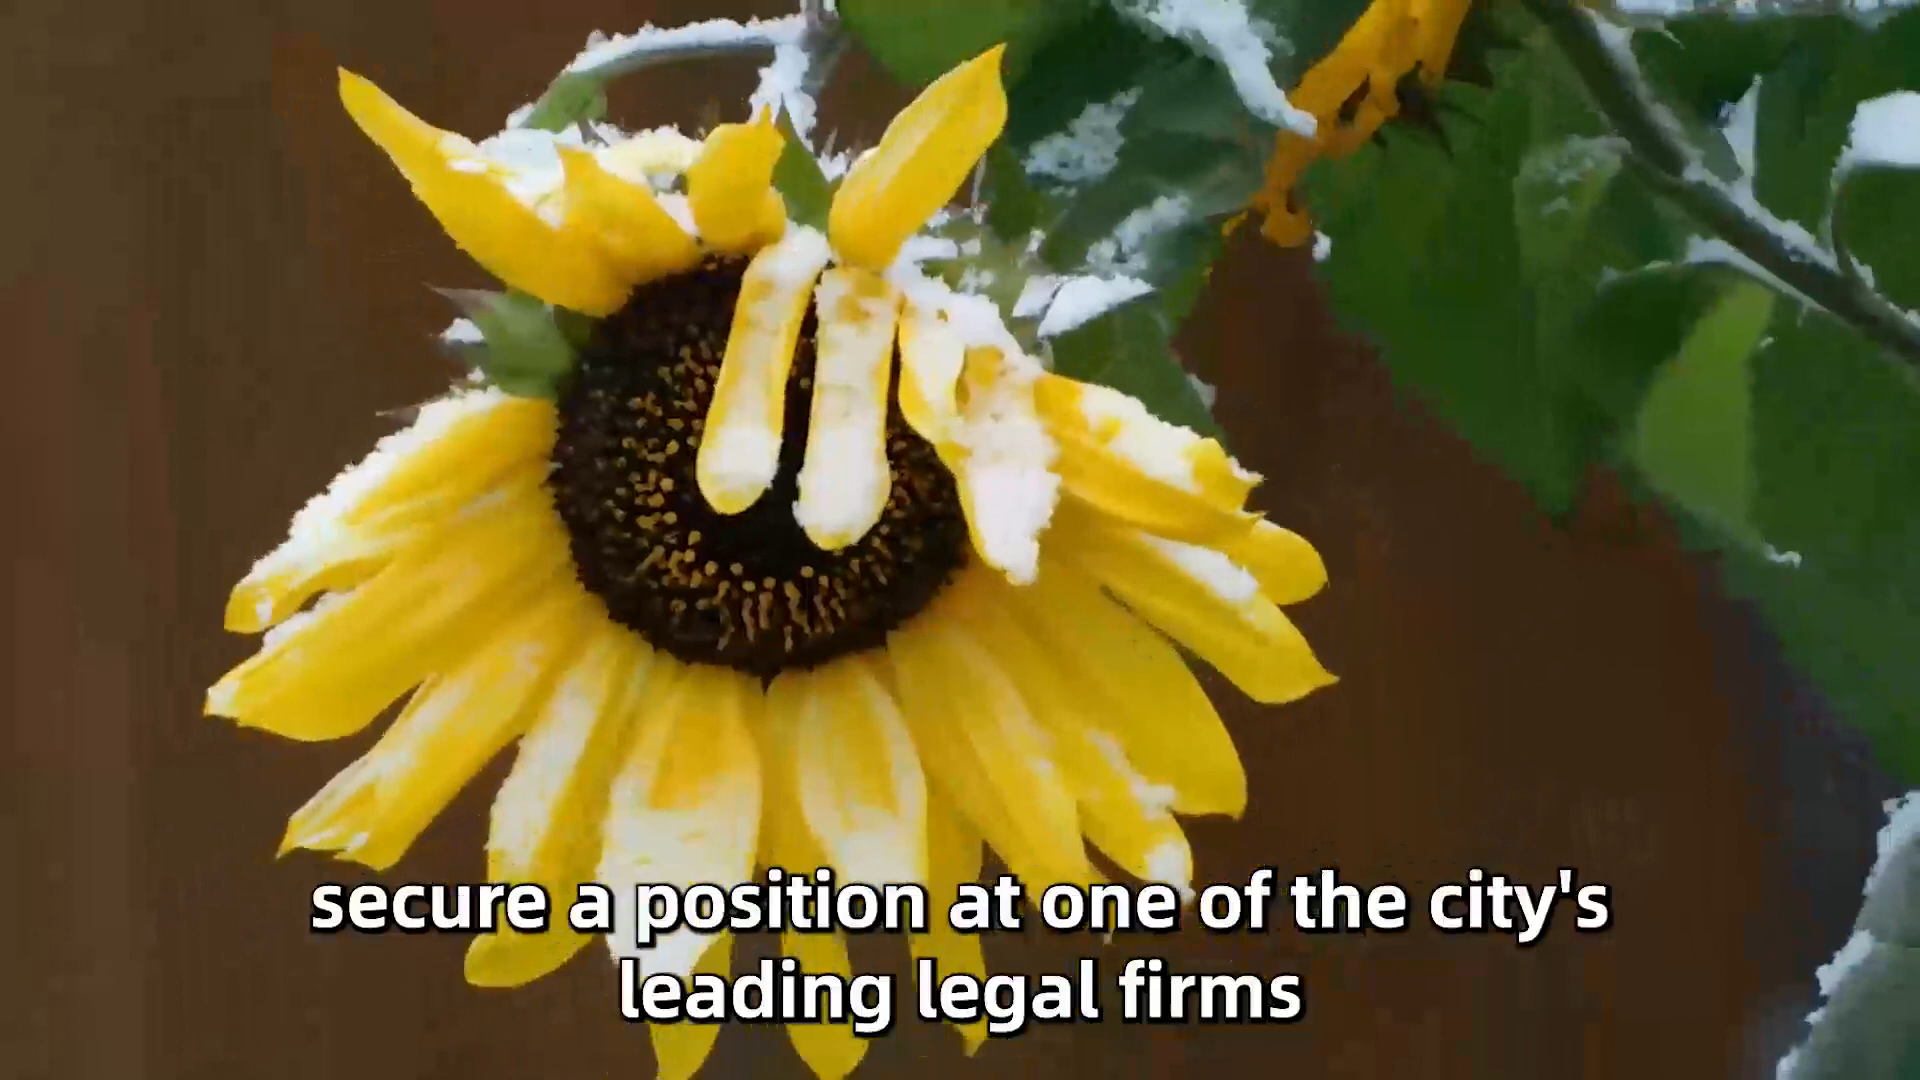 secure a position at one of the city's
leading legal firms